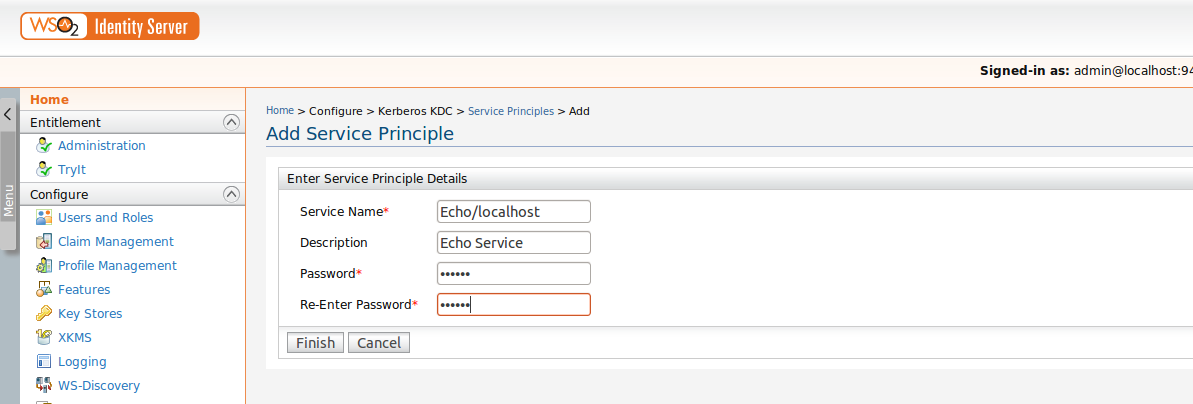 WSO2 Identity Server
Signed-in as: admin@localhost:94
Menu
Home
Entitlement
Administration
TryIt
Configure
Users and Roles
Claim Management
Profile Management
Features
Key Stores
XKMS
Logging
WS-Discovery
Home > Configure > Kerberos KDC > Service Principles > Add
Add Service Principle
Enter Service Principle Details
Service Name* Echo/localhost
Description Echo Service
Password* ••••••
Re-Enter Password* ••••••
Finish Cancel